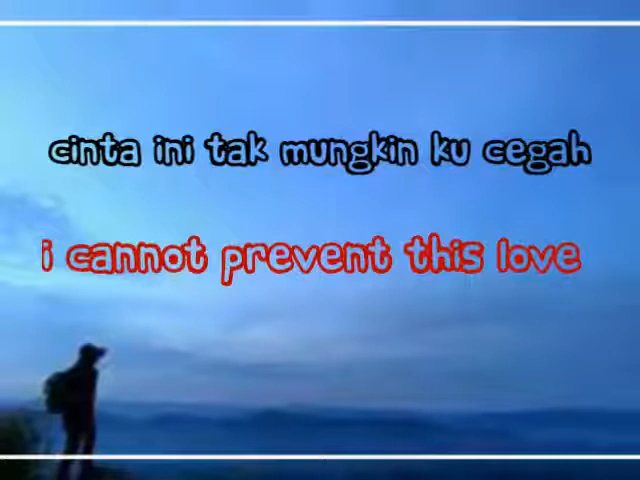 cinta ini tak mungkin ku cegah
i cannot prevent this love